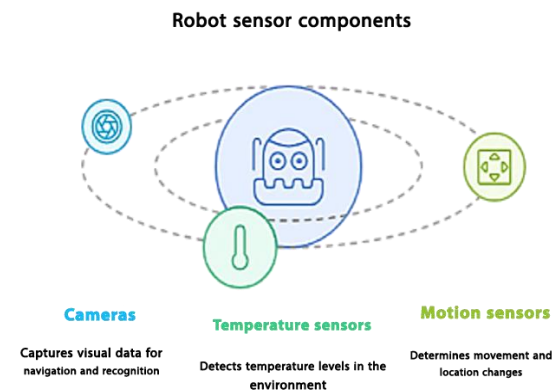 Robot sensor components
Cameras
Captures visual data for
navigation and recognition
Temperature sensors
Detects temperature levels in the
environment
Motion sensors
Determines movement and
location changes